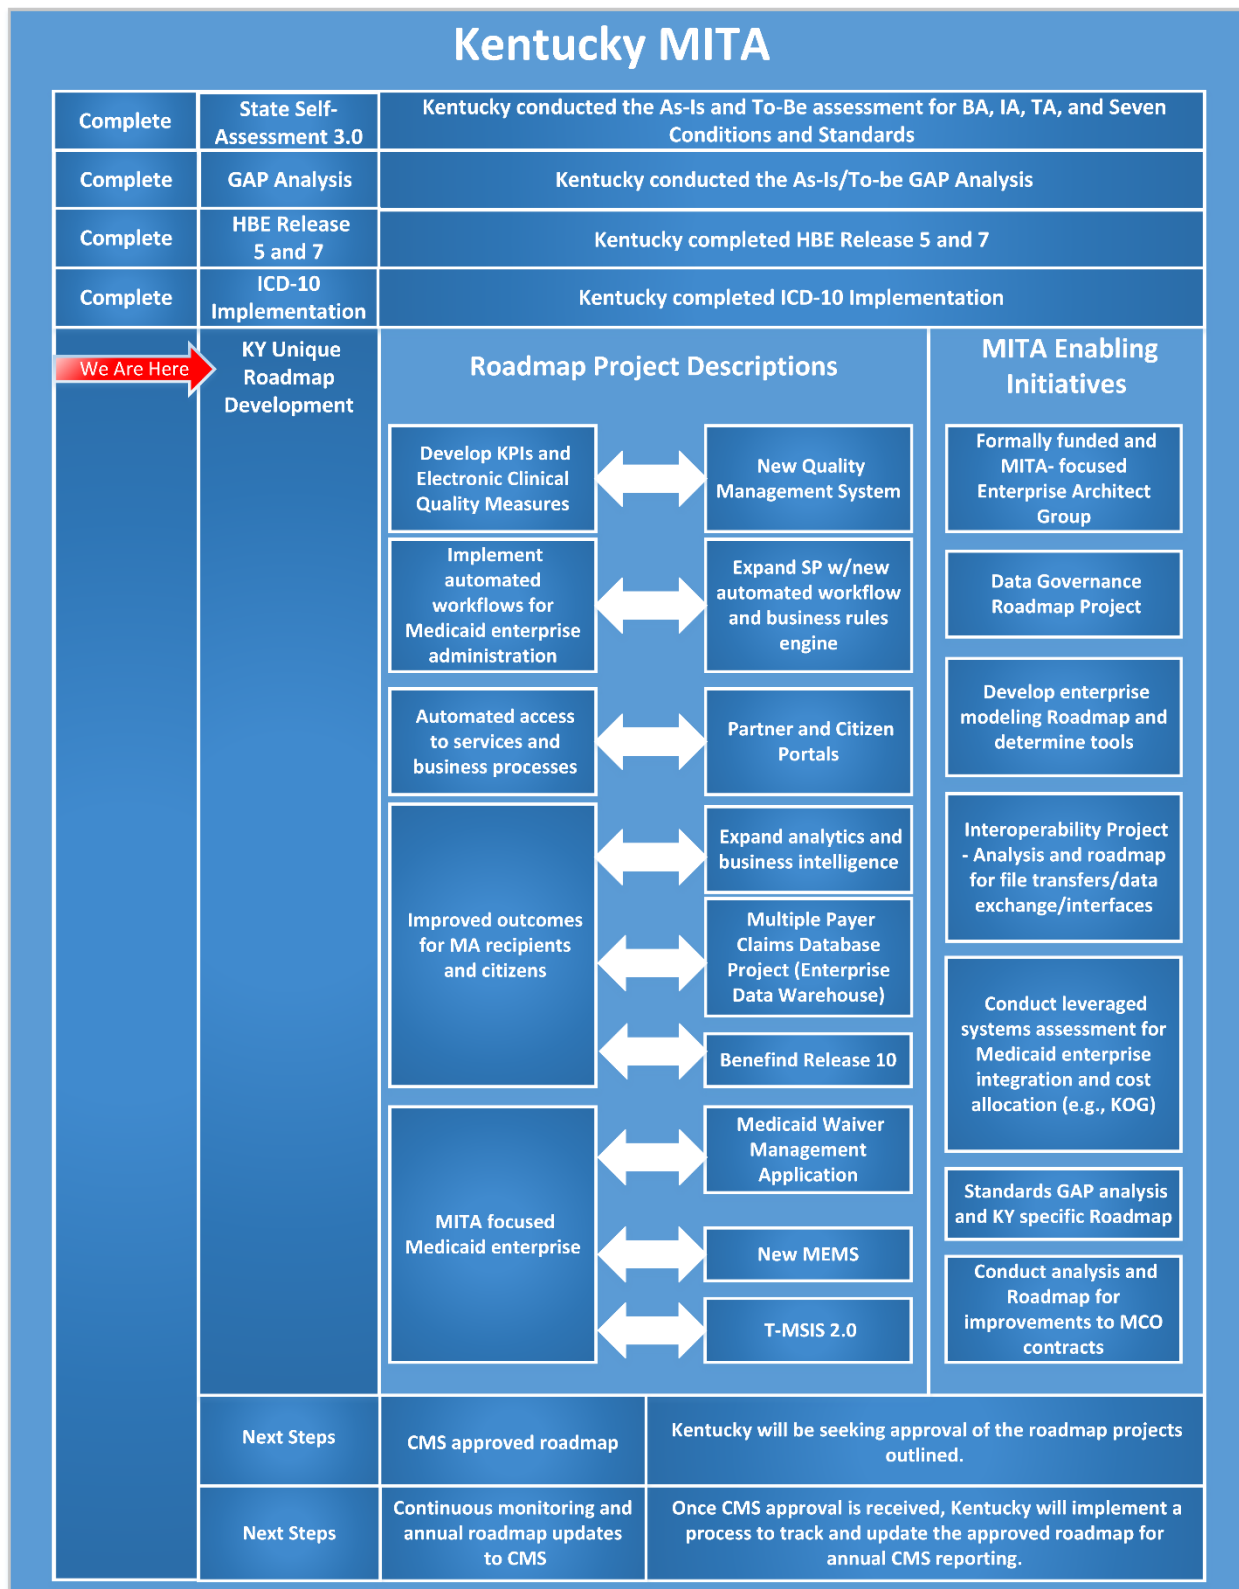 Kentucky MITA
Complete
State Self-
Assessment 3.0
Kentucky conducted the As-Is and To-Be assessment for BA, IA, TA, and Seven
Conditions and Standards
Complete
GAP Analysis
Kentucky conducted the As-Is/To-be GAP Analysis
Complete
HBE Release
5 and 7
Kentucky completed HBE Release 5 and 7
Complete
ICD-10
Implementation
Kentucky completed ICD-10 Implementation
We Are Here
KY Unique
Roadmap
Development
Roadmap Project Descriptions
Develop KPIs and
Electronic Clinical
Quality Measures
New Quality
Management System
Implement
automated
workflows for
Medicaid enterprise
administration
Expand SP w/new
automated workflow
and business rules
engine
Automated access
to services and
business processes
Partner and Citizen
Portals
Improved outcomes
for MA recipients
and citizens
Expand analytics and
business intelligence
Multiple Payer
Claims Database
Project (Enterprise
Data Warehouse)
Benefind Release 10
MITA focused
Medicaid enterprise
Medicaid Waiver
Management
Application
New MEMS
T-MSIS 2.0
MITA Enabling
Initiatives
Formally funded and
MITA- focused
Enterprise Architect
Group
Data Governance
Roadmap Project
Develop enterprise
modeling Roadmap and
determine tools
Interoperability Project
- Analysis and roadmap
for file transfers/data
exchange/interfaces
Conduct leveraged
systems assessment for
Medicaid enterprise
integration and cost
allocation (e.g., KOG)
Standards GAP analysis
and KY specific Roadmap
Conduct analysis and
Roadmap for
improvements to MCO
contracts
Next Steps
CMS approved roadmap
Kentucky will be seeking approval of the roadmap projects
outlined.
Next Steps
Continuous monitoring and
annual roadmap updates
to CMS
Once CMS approval is received, Kentucky will implement a
process to track and update the approved roadmap for
annual CMS reporting.